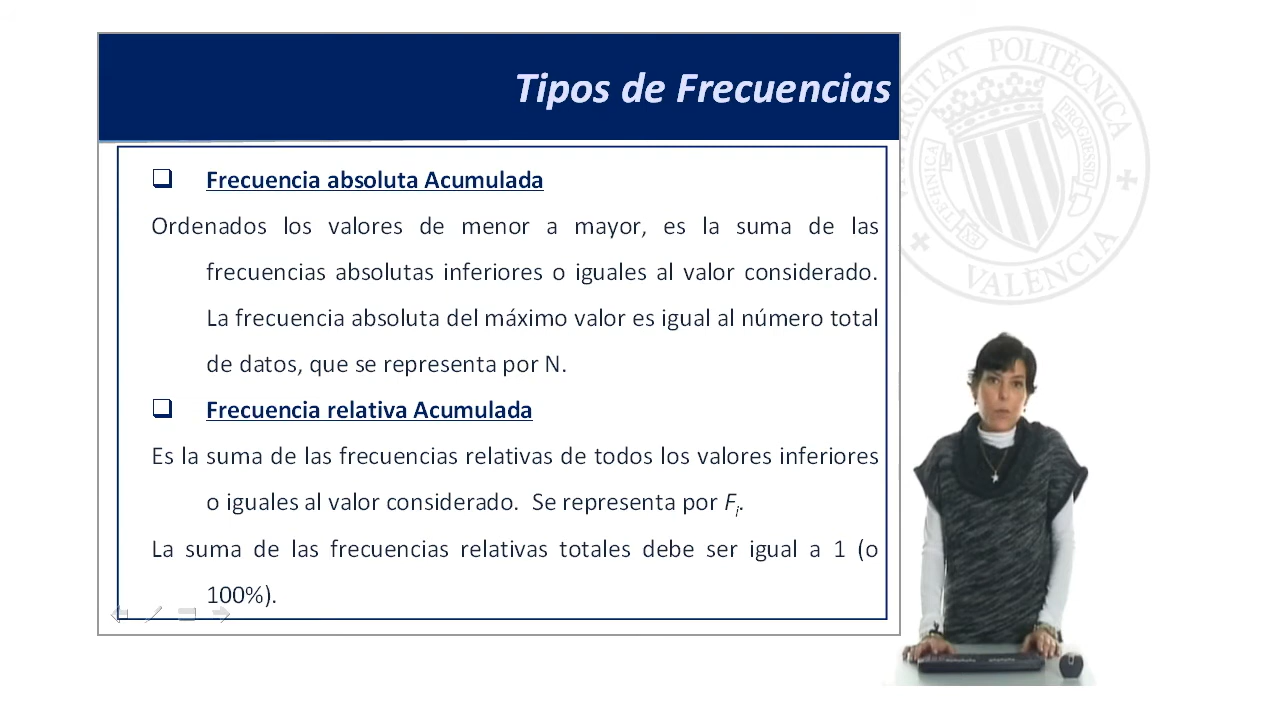 Tipos de Frecuencias
Frecuencia absoluta Acumulada
Ordenados los valores de menor a mayor, es la suma de las
frecuencias absolutas inferiores o iguales al valor considerado.
La frecuencia absoluta del máximo valor es igual al número total
de datos, que se representa por N.
Frecuencia relativa Acumulada
Es la suma de las frecuencias relativas de todos los valores inferiores
o iguales al valor considerado. Se representa por Fi.
La suma de las frecuencias relativas totales debe ser igual a 1 (o
100%).
POLITÈCNICA
VALÈNCIA
TECHNICA
EX
PROGRESSIO